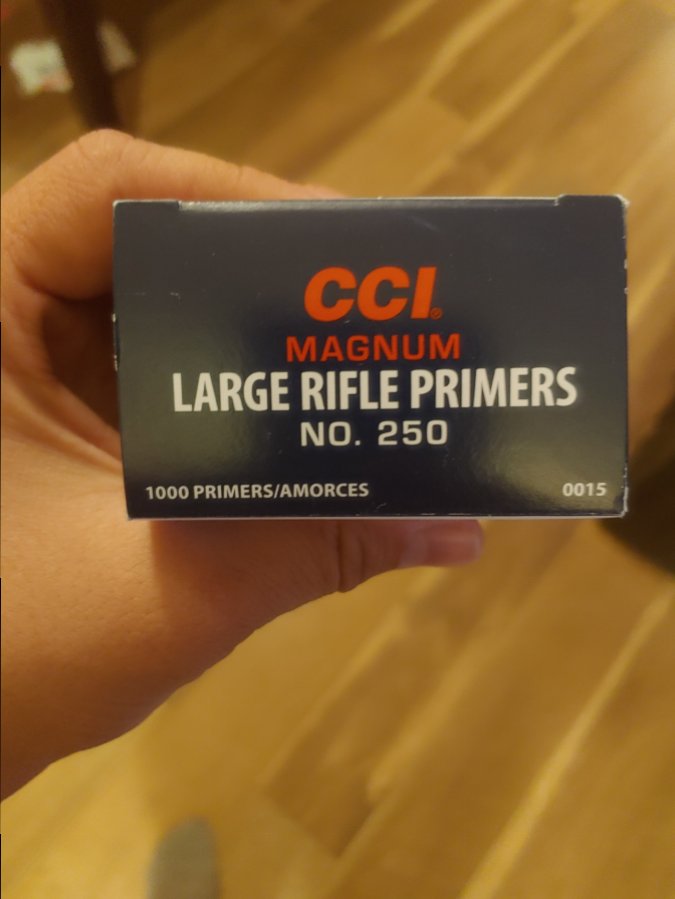 CCI®
MAGNUM
LARGE RIFLE PRIMERS
NO. 250
1000 PRIMERS/AMORCES 0015